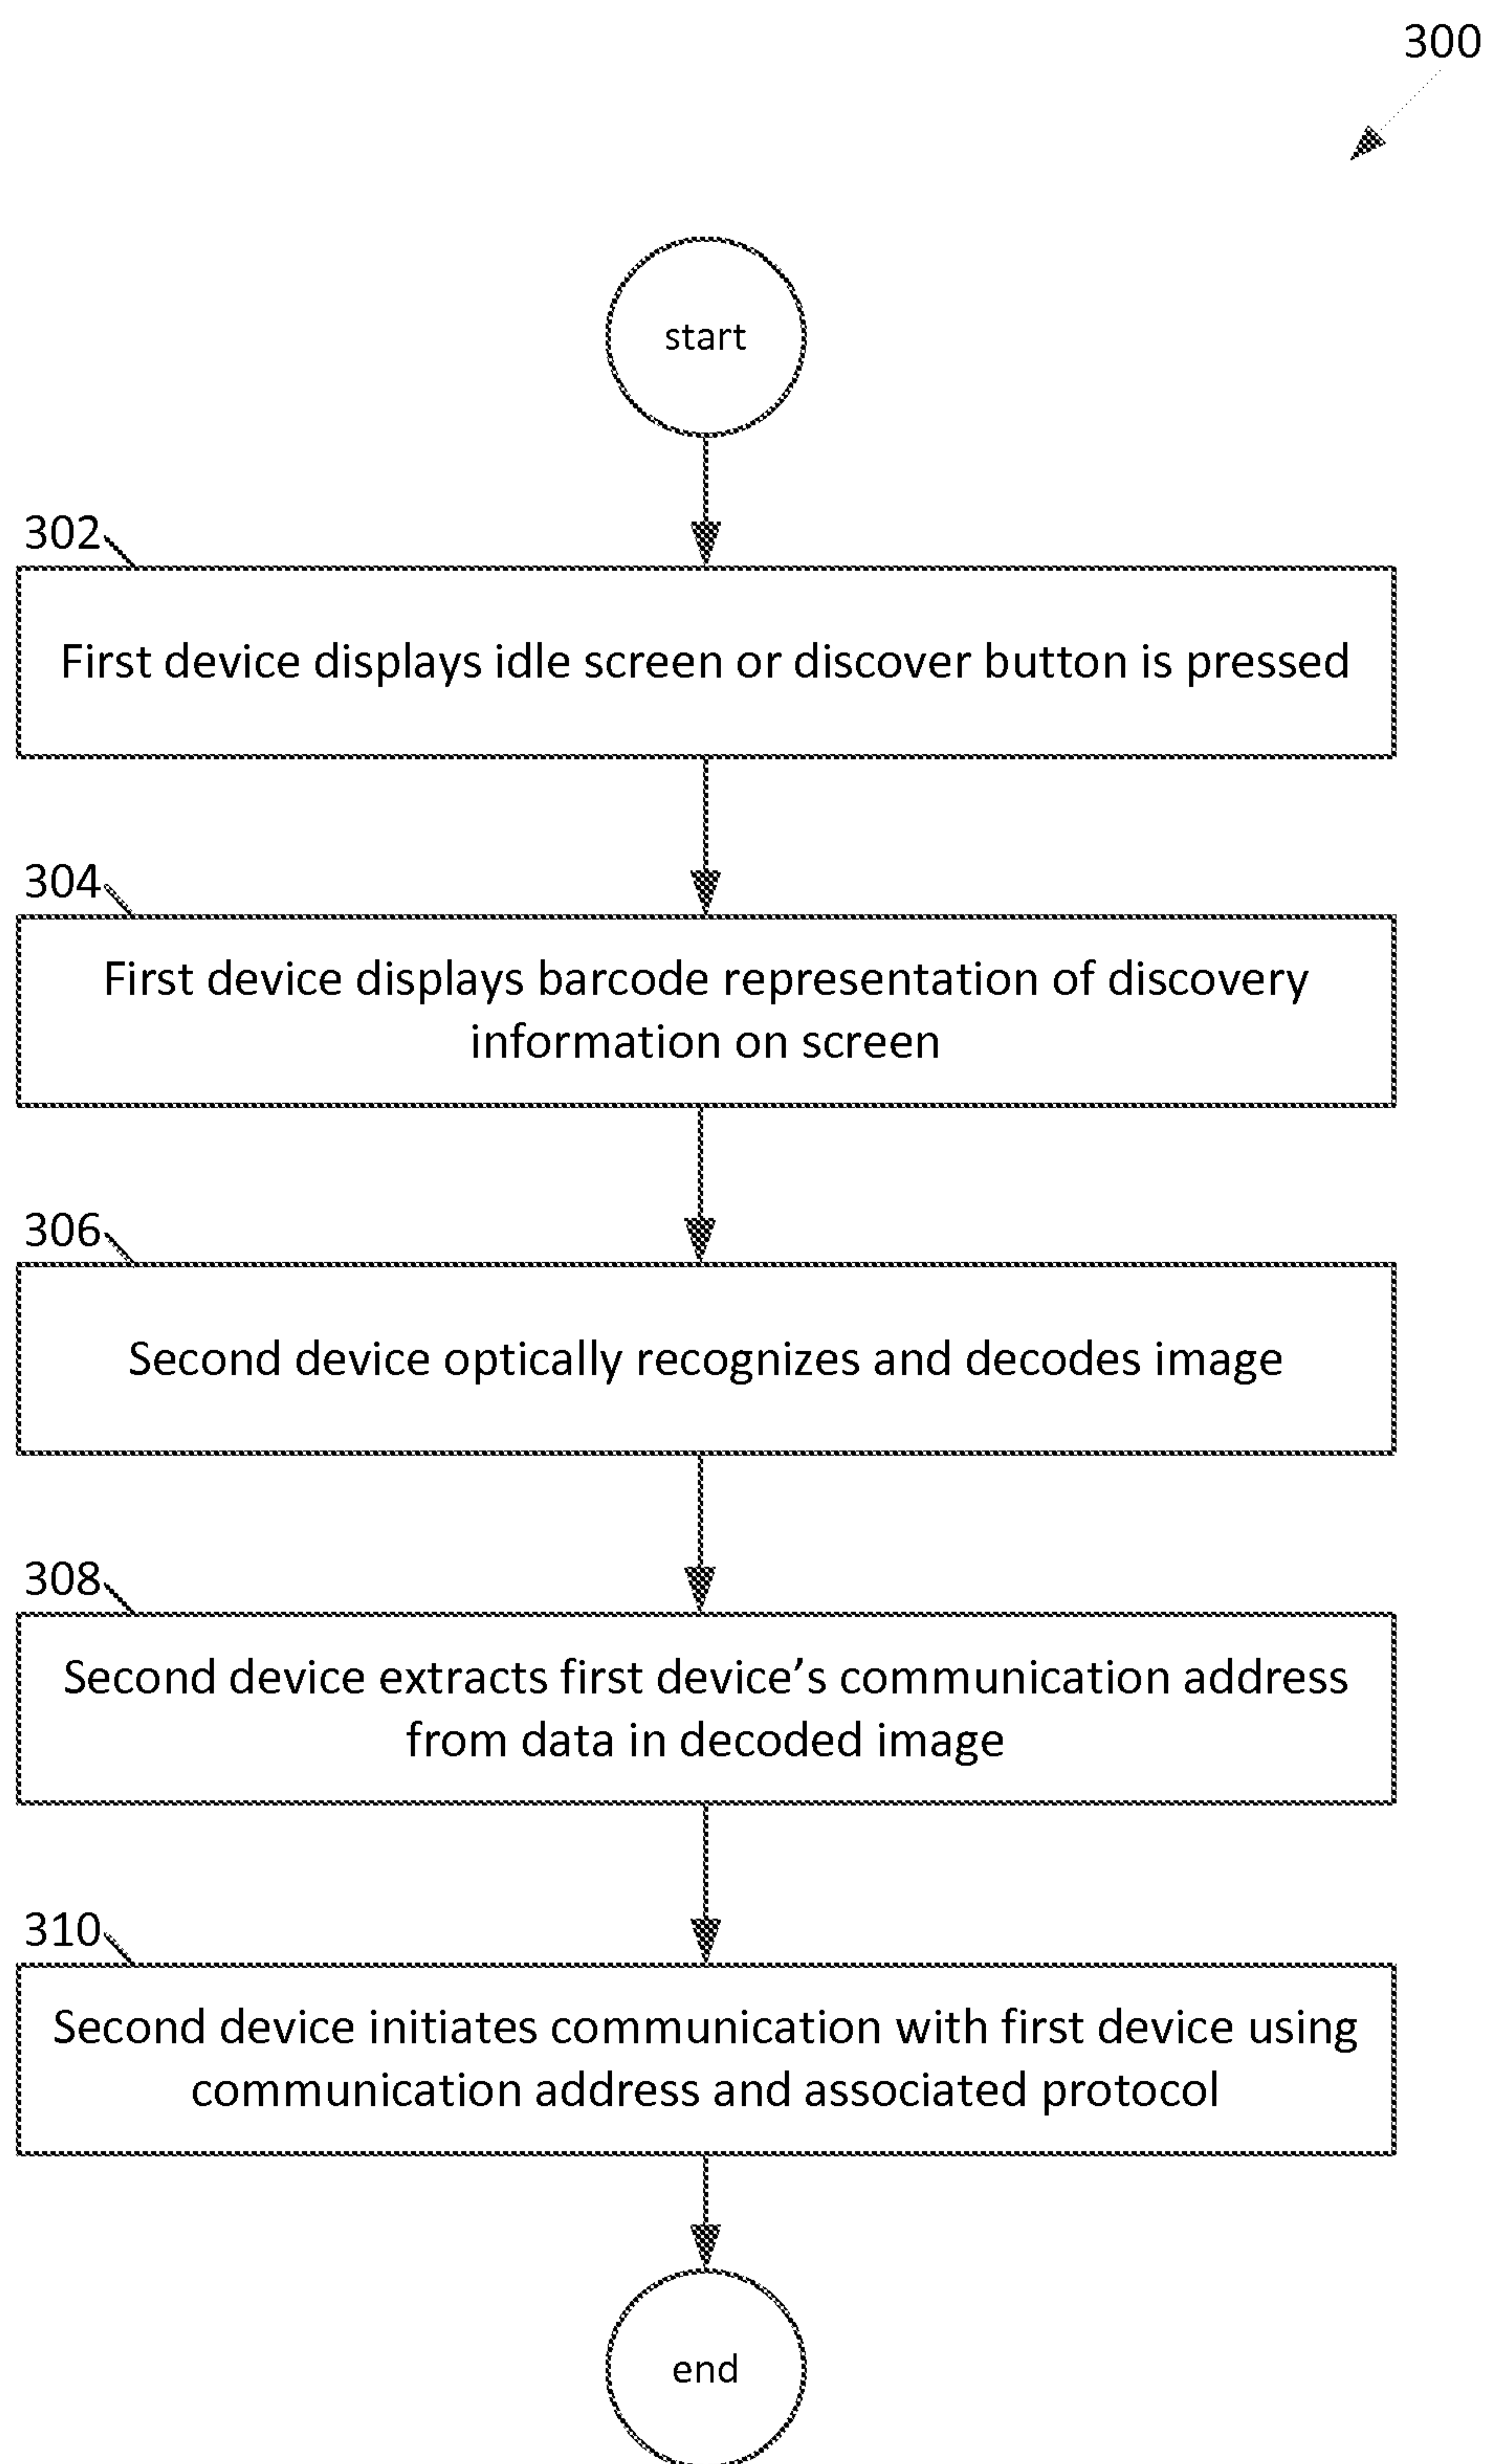 300
start
302
First device displays idle screen or discover button is pressed
304
First device displays barcode representation of discovery
information on screen
306
Second device optically recognizes and decodes image
308
Second device extracts first device’s communication address
from data in decoded image
310
Second device initiates communication with first device using
communication address and associated protocol
end